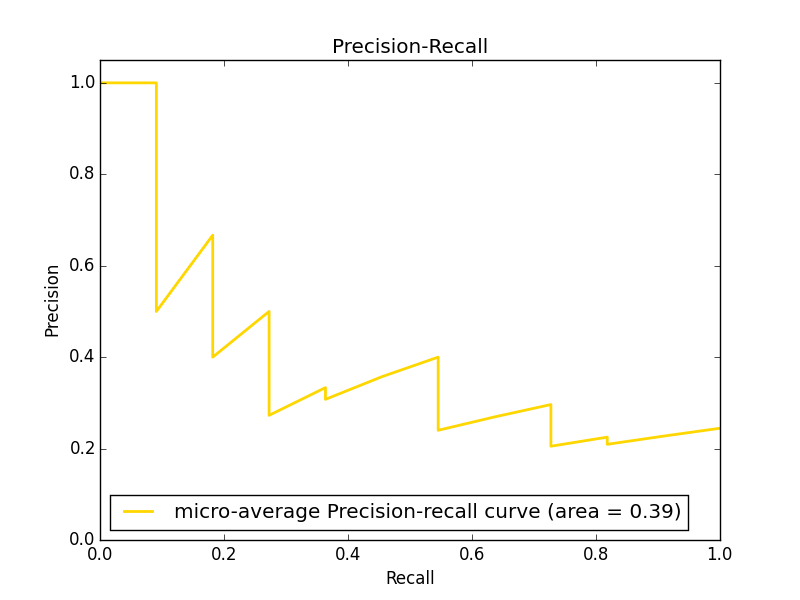 Precision-Recall
1.0
0.8
0.6
0.4
0.2
0.0
Precision
micro-average Precision-recall curve (area = 0.39)
0.0 0.2 0.4 0.6 0.8 1.0
Recall